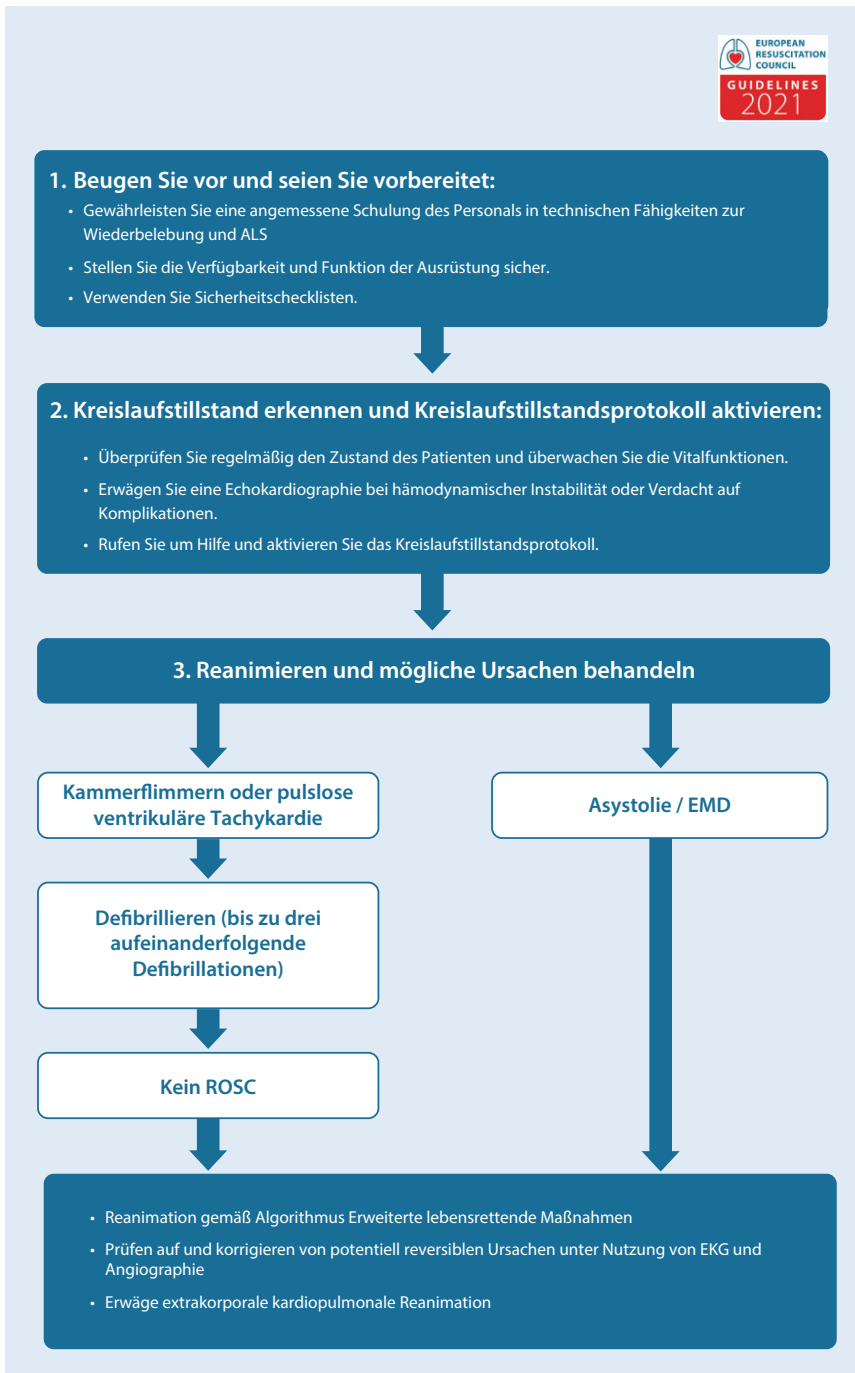 EUROPEAN
RESUSCITATION
COUNCIL
GUIDELINES
2021
1. Beugen Sie vor und seien Sie vorbereitet:
• Gewährleisten Sie eine angemessene Schulung des Personals in technischen Fähigkeiten zur
Wiederbelebung und ALS
• Stellen Sie die Verfügbarkeit und Funktion der Ausrüstung sicher.
• Verwenden Sie Sicherheitschecklisten.
2. Kreislaufstillstand erkennen und Kreislaufstillstandsprotokoll aktivieren:
• Überprüfen Sie regelmäßig den Zustand des Patienten und überwachen Sie die Vitalfunktionen.
• Erwägen Sie eine Echokardiographie bei hämodynamischer Instabilität oder Verdacht auf
Komplikationen.
• Rufen Sie um Hilfe und aktivieren Sie das Kreislaufstillstandsprotokoll.
3. Reanimieren und mögliche Ursachen behandeln
Kammerflimmern oder pulslose
ventrikuläre Tachykardie
Asystolie / EMD
Defibrillieren (bis zu drei
aufeinanderfolgende
Defibrillationen)
Kein ROSC
• Reanimation gemäß Algorithmus Erweiterte lebensrettende Maßnahmen
• Prüfen auf und korrigieren von potentiell reversiblen Ursachen unter Nutzung von EKG und
Angiographie
• Erwäge extrakorporale kardiopulmonale Reanimation